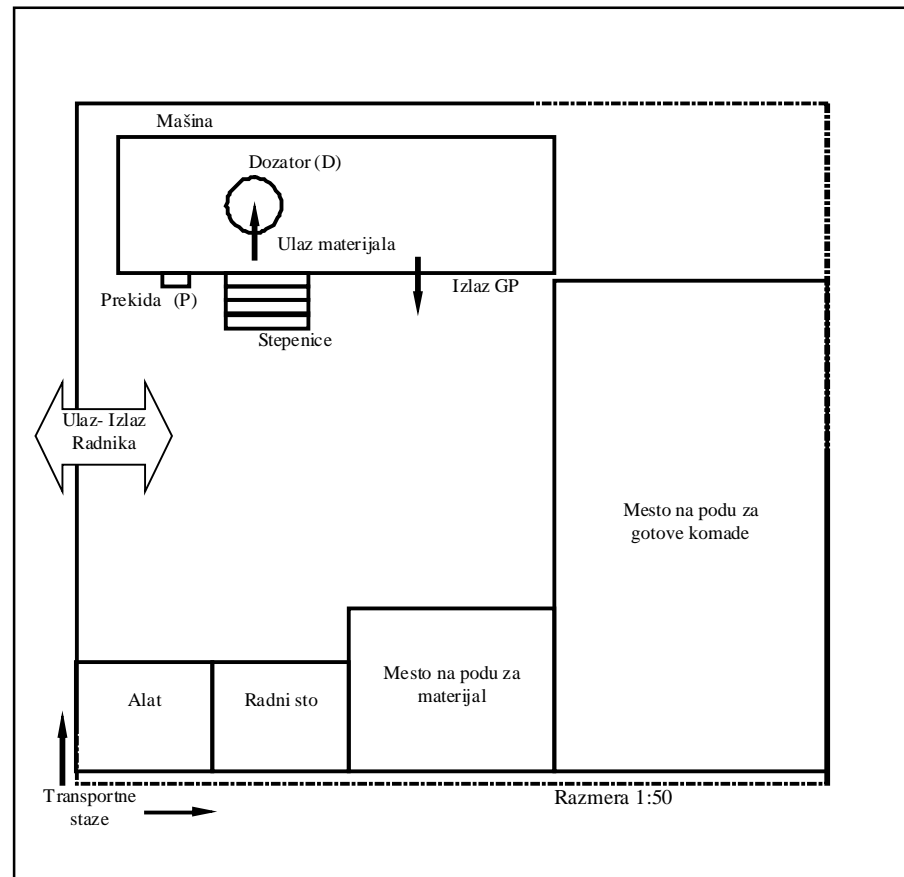 Mašina
Dozator (D)
Ulaz materijala
Prekida (P)
Izlaz GP
Stepenice
Ulaz- Izlaz
Radnika
Mesto na podu za
gotove komade
Alat
Radni sto
Mesto na podu za
materijal
Transportne
staze
Razmera 1:50